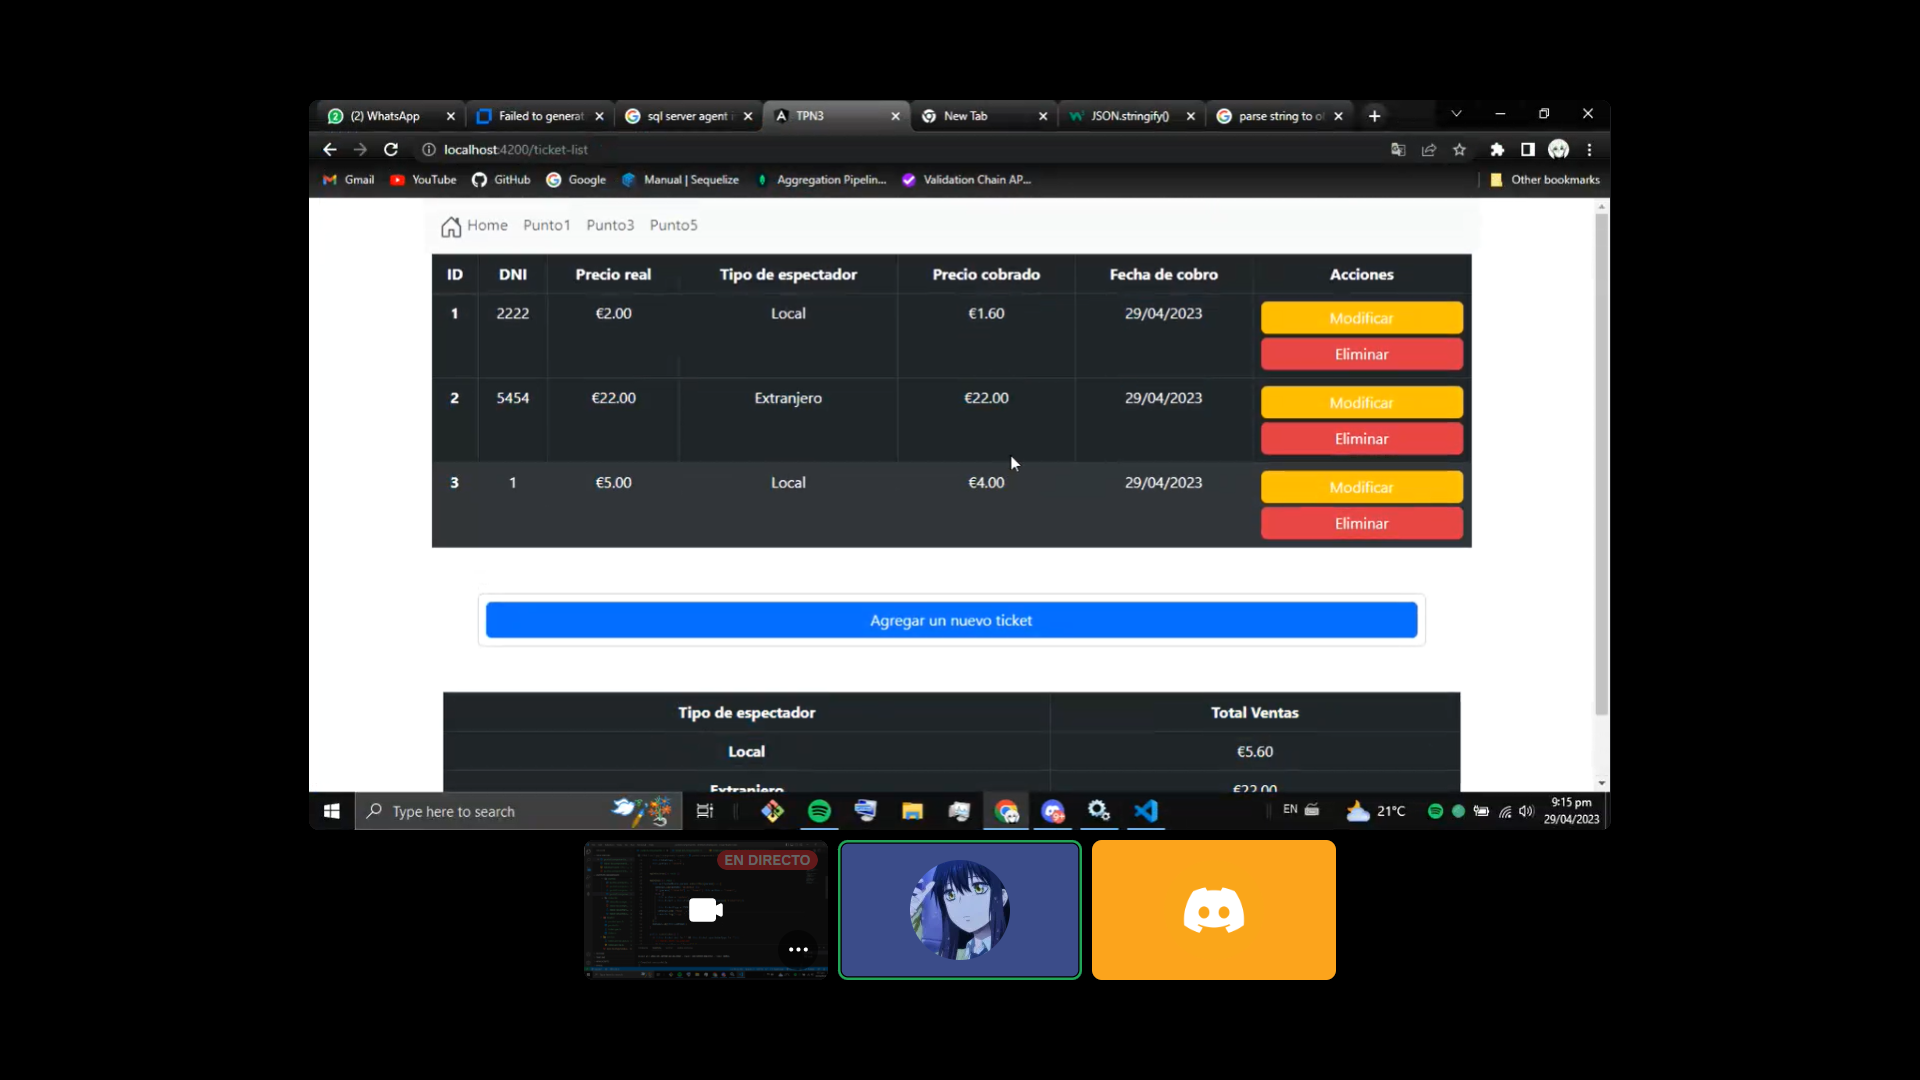 (2) WhatsApp Failed to generat sql server agent i TPN3 New Tab JSON.stringify() parse string to ol
localhost:4200/ticket-list
Gmail YouTube GitHub Google Manual | Sequelize Aggregation Pipelin... Validation Chain AP... Other bookmarks
Home Punto1 Punto3 Punto5
ID DNI Precio real Tipo de espectador Precio cobrado Fecha de cobro Acciones
1 2222 €2.00 Local €1.60 29/04/2023 Modificar
Eliminar
2 5454 €22.00 Extranjero €22.00 29/04/2023 Modificar
Eliminar
3 1 €5.00 Local €4.00 29/04/2023 Modificar
Eliminar
Agregar un nuevo ticket
Tipo de espectador Total Ventas
Local €5.60
Extranjero €22.00
Type here to search EN 21°C 9:15 pm
29/04/2023
EN DIRECTO